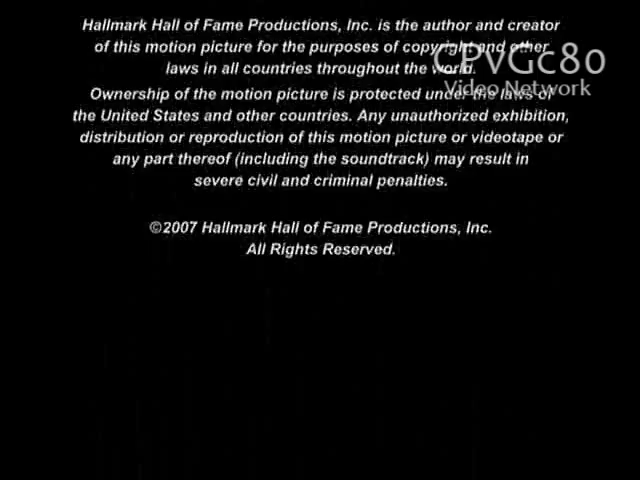 Hallmark Hall of Fame Productions, Inc. is the author and creator
of this motion picture for the purposes of copyright and other
laws in all countries throughout the world.
Ownership of the motion picture is protected under the laws of
the United States and other countries. Any unauthorized exhibition,
distribution or reproduction of this motion picture or videotape or
any part thereof (including the soundtrack) may result in
severe civil and criminal penalties.
©2007 Hallmark Hall of Fame Productions, Inc.
All Rights Reserved.
CPVGc80
Video Network